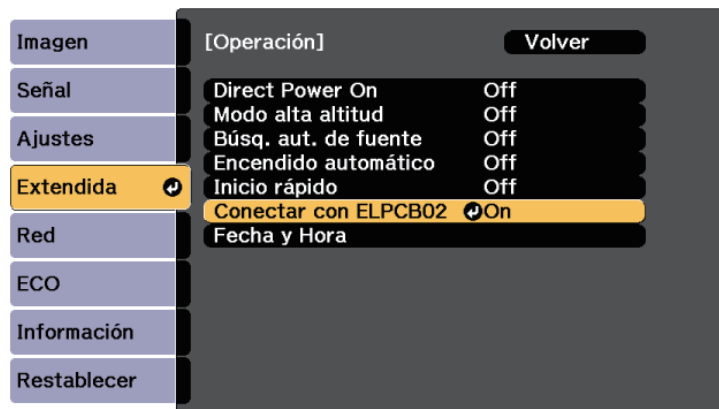 Imagen
Señal
Ajustes
Extendida
Red
ECO
Información
Restablecer
[Operación] Volver
Direct Power On Off
Modo alta altitud Off
Búsq. aut. de fuente Off
Encendido automático Off
Inicio rápido Off
Conectar con ELPCB02 On
Fecha y Hora